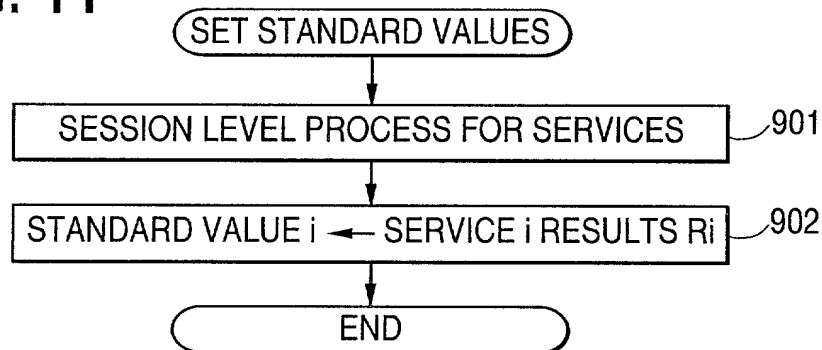 SET STANDARD VALUES
SESSION LEVEL PROCESS FOR SERVICES
901
STANDARD VALUE i ← SERVICE i RESULTS Ri
902
END